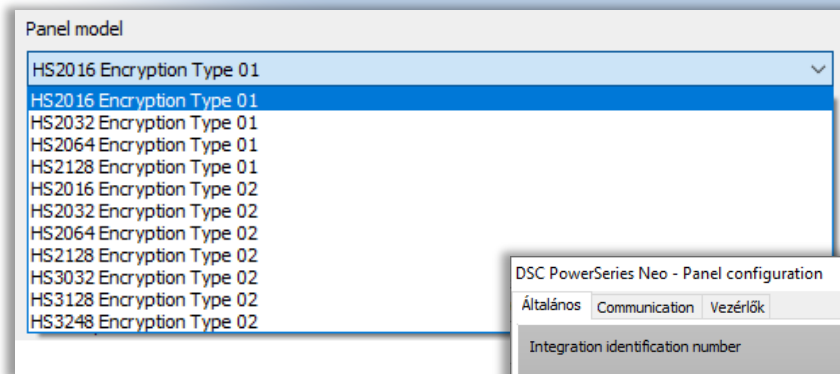 Panel model
HS2016 Encryption Type 01
HS2016 Encryption Type 01
HS2032 Encryption Type 01
HS2064 Encryption Type 01
HS2128 Encryption Type 01
HS2016 Encryption Type 02
HS2032 Encryption Type 02
HS2064 Encryption Type 02
HS2128 Encryption Type 02
HS3032 Encryption Type 02
HS3128 Encryption Type 02
HS3248 Encryption Type 02
DSC PowerSeries Neo - Panel configuration
Általános Communication Vezérlők
Integration identification number